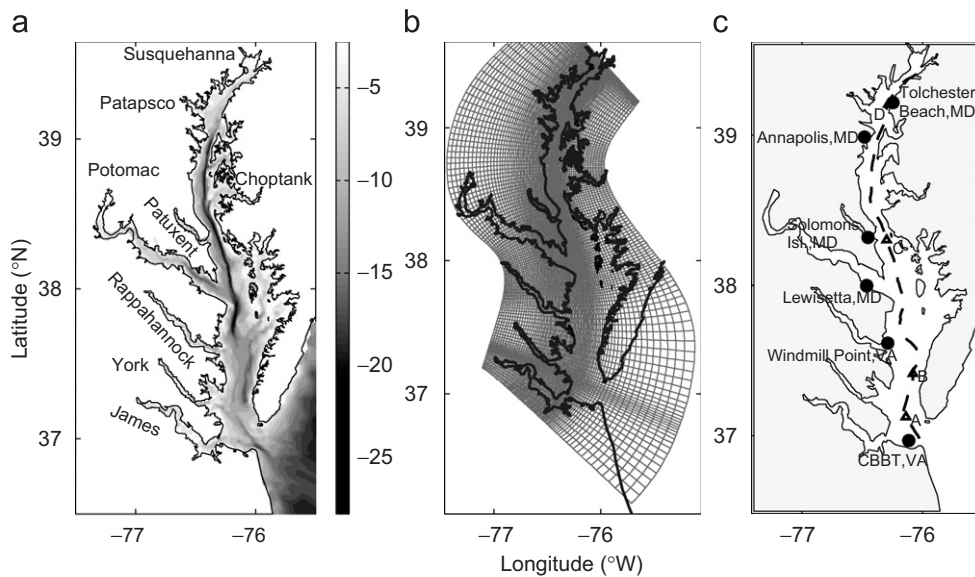 a
Susquehanna
Patapsco
Potomac
Choptank
Patuxent
Rappahannock
York
James
Latitude (°N)
39
38
37
−77
−76
−5
−10
−15
−20
−25
b
39
38
37
−77
−76
Longitude (°W)
c
Tolchester
Beach,MD
D
Annapolis,MD
Solomons
Isl,MD
C
Lewisetta,MD
Windmill Point,VA
B
A
CBBT,VA
39
38
37
−77
−76